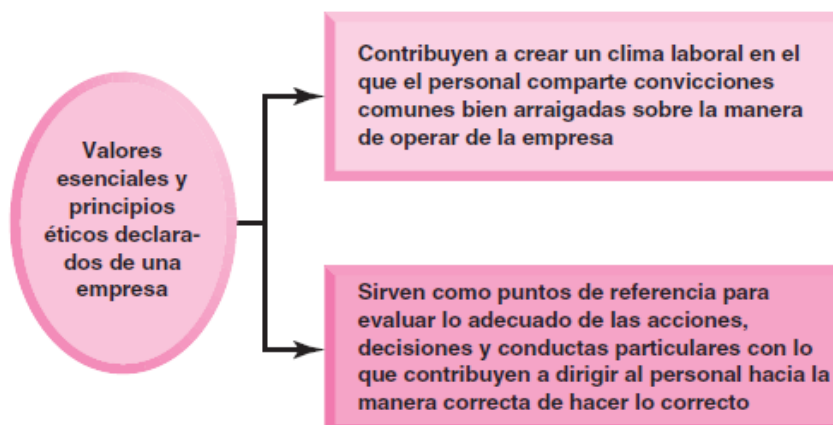 Valores
esenciales y
principios
éticos declara-
dos de una
empresa
Contribuyen a crear un clima laboral en el
que el personal comparte convicciones
comunes bien arraigadas sobre la manera
de operar de la empresa
Sirven como puntos de referencia para
evaluar lo adecuado de las acciones,
decisiones y conductas particulares con lo
que contribuyen a dirigir al personal hacia la
manera correcta de hacer lo correcto